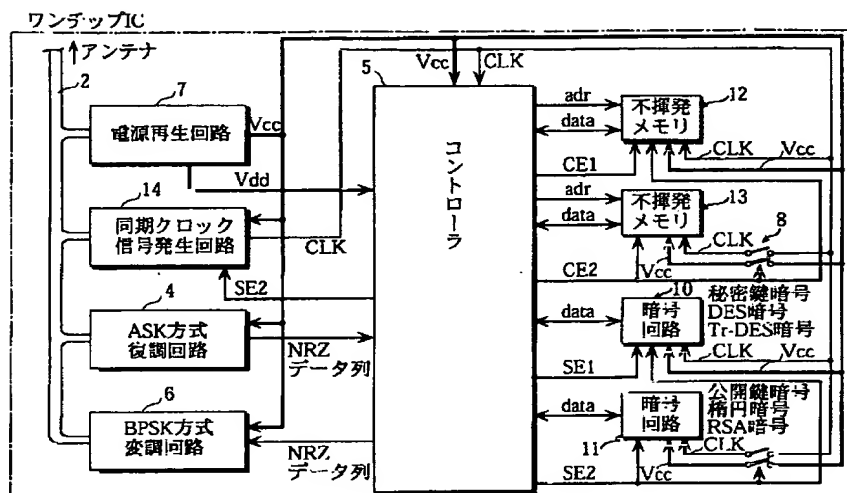 ワンチップIC
アンテナ
2
7
電源再生回路
Vcc
Vdd
14
同期クロック
信号発生回路
CLK
SE2
4
ASK方式
復調回路
NRZ
データ列
6
BPSK方式
変調回路
NRZ
データ列
5
Vcc
CLK
コントローラ
adr
data
CE1
不揮発
メモリ
12
CLK
Vcc
adr
data
CE2
不揮発
メモリ
13
CLK
Vcc
8
10
data
SE1
暗号
回路
秘密鍵暗号
DES暗号
Tr-DES暗号
CLK
Vcc
data
SE2
暗号
回路
11
公開鍵暗号
楕円暗号
RSA暗号
CLK
Vcc